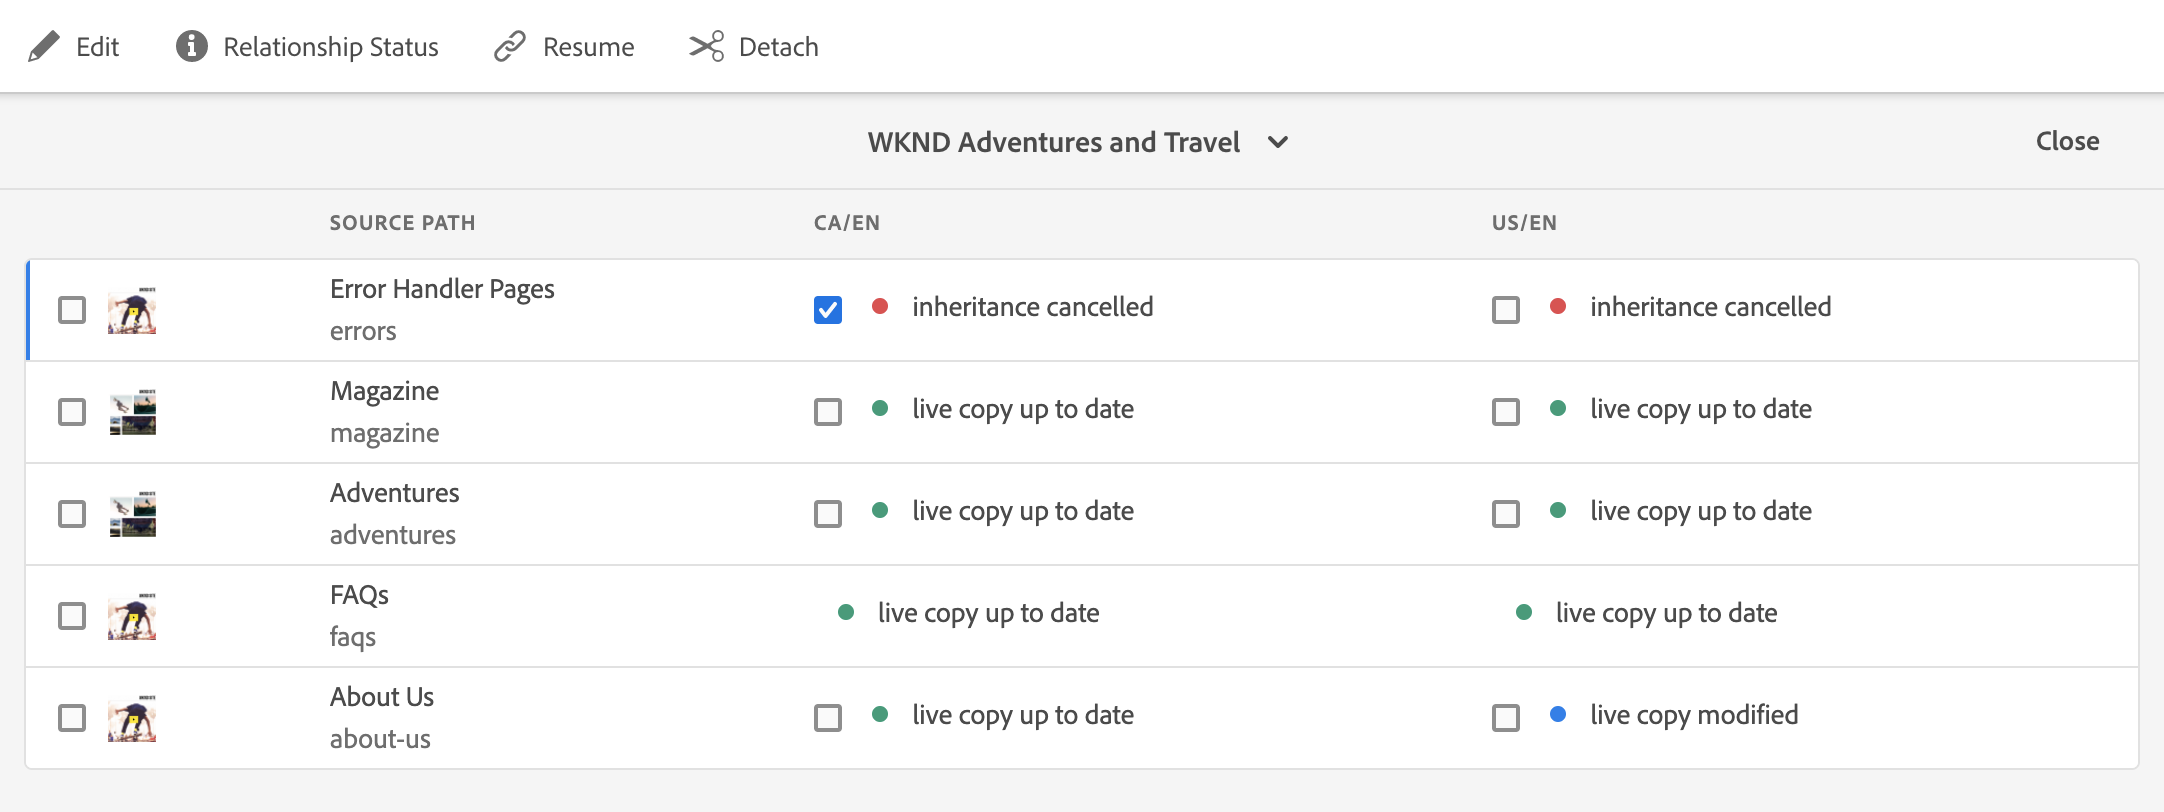 Edit Relationship Status Resume Detach
WKND Adventures and Travel Close
SOURCE PATH CA/EN US/EN
Error Handler Pages
errors
inheritance cancelled inheritance cancelled
Magazine
magazine
live copy up to date live copy up to date
Adventures
adventures
live copy up to date live copy up to date
FAQs
faqs
live copy up to date live copy up to date
About Us
about-us
live copy up to date live copy modified